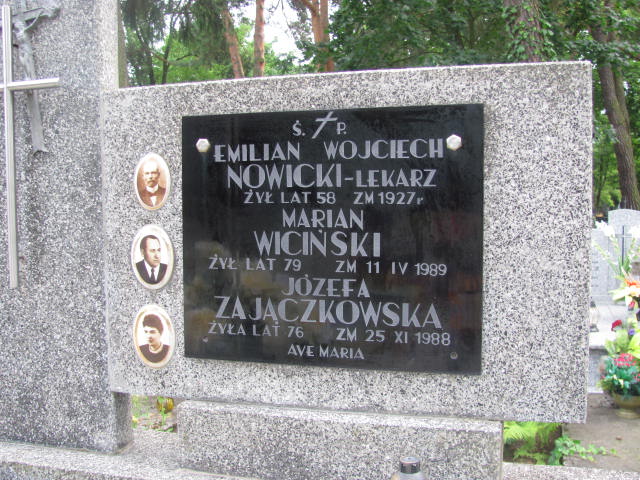 Ś. P.
EMILIAN WOJCIECH
NOWICKI-LEKARZ
ŻYŁ LAT 58 ZM 1927 r
MARIAN
WICIŃSKI
ŻYŁ LAT 79 ZM 11 IV 1989
JÓZEFA
ZAJĄCZKOWSKA
ŻYŁA LAT 76 ZM 25 XI 1988
AVE MARIA